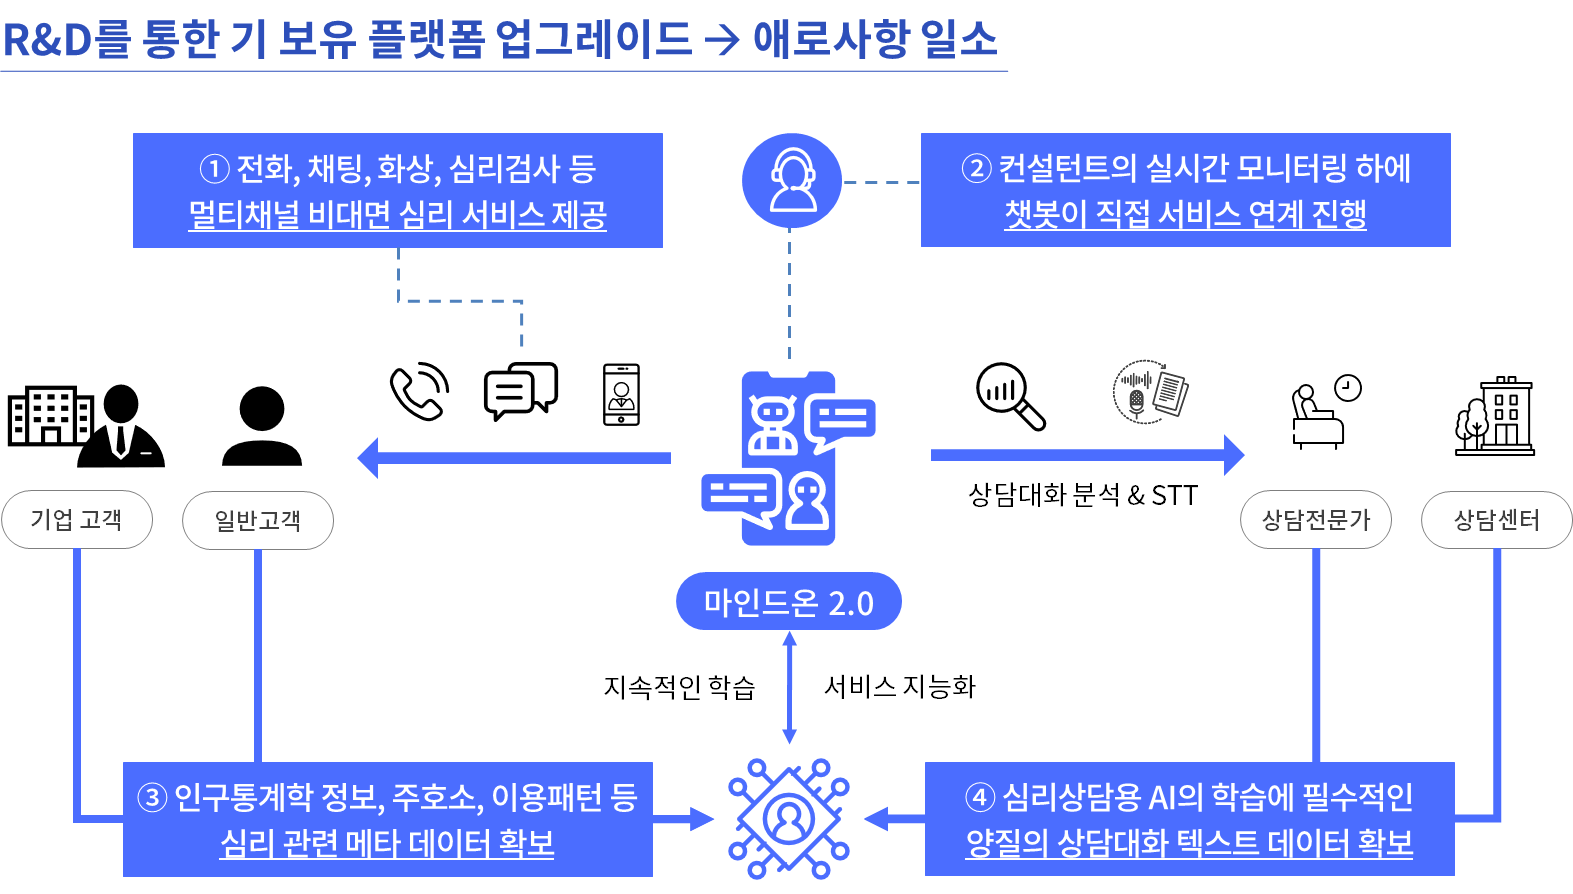 R&D를 통한 기 보유 플랫폼 업그레이드 → 애로사항 일소
① 전화, 채팅, 화상, 심리검사 등
멀티채널 비대면 심리 서비스 제공
② 컨설턴트의 실시간 모니터링 하에
챗봇이 직접 서비스 연계 진행
상담대화 분석 & STT
기업 고객
일반고객
상담전문가
상담센터
마인드온 2.0
지속적인 학습
서비스 지능화
③ 인구통계학 정보, 주호소, 이용패턴 등
심리 관련 메타 데이터 확보
④ 심리상담용 AI의 학습에 필수적인
양질의 상담대화 텍스트 데이터 확보